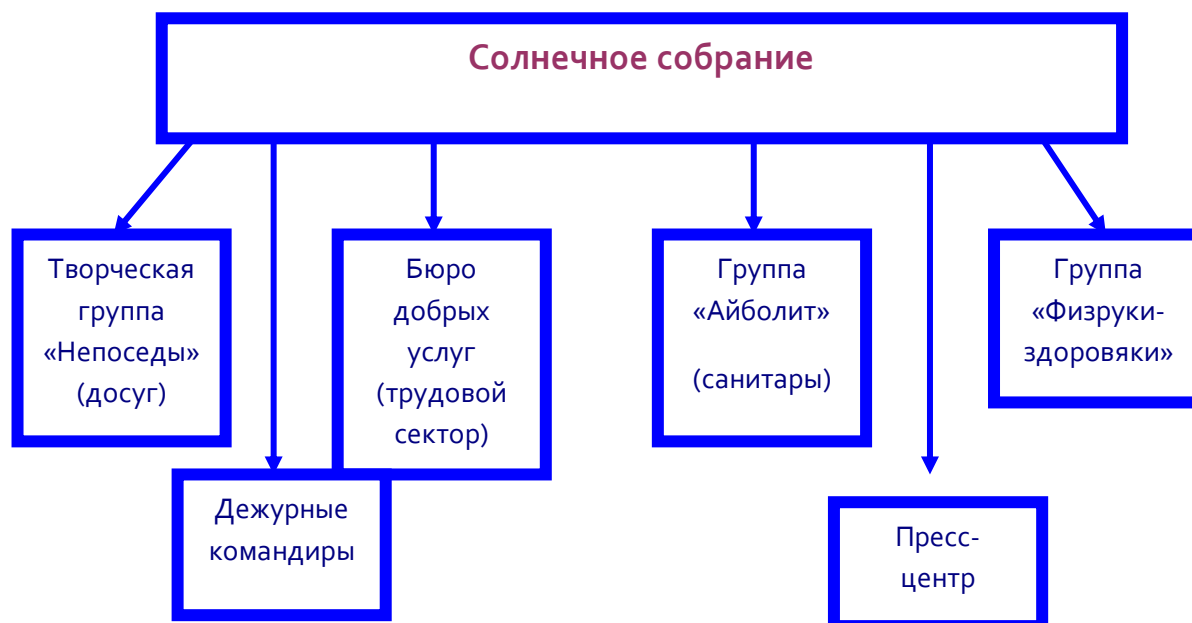 Солнечное собрание
Творческая
группа
«Непоседы»
(досуг)
Бюро
добрых
услуг
(трудовой
сектор)
Группа
«Айболит»
(санитары)
Группа
«Физруки-
здоровяки»
Дежурные
командиры
Пресс-
центр